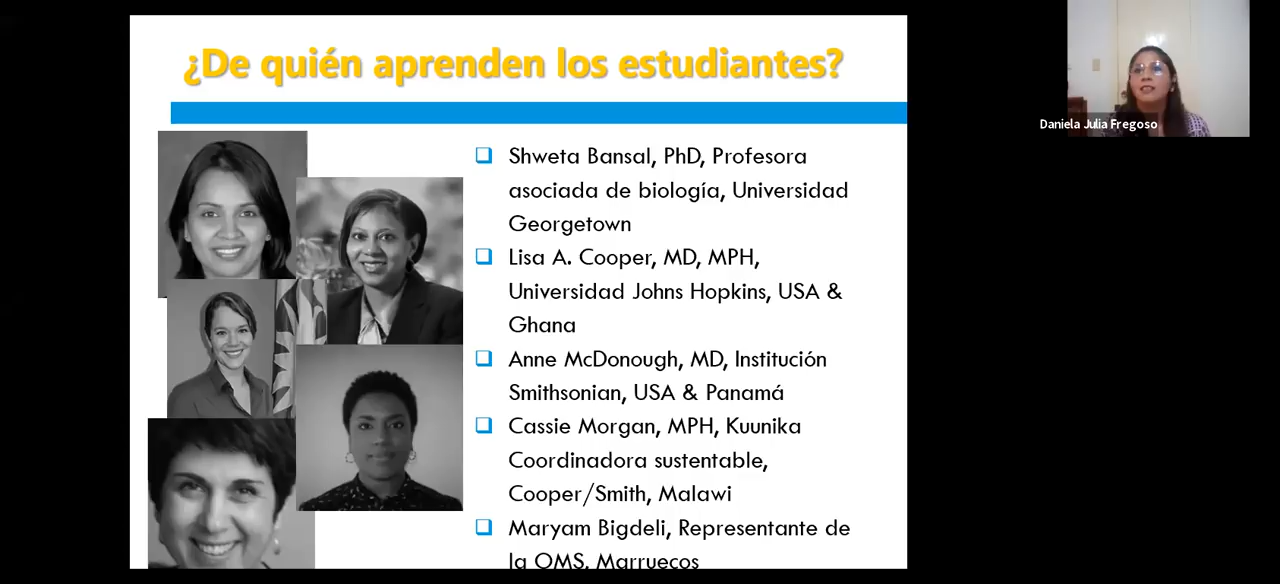 ¿De quién aprenden los estudiantes?
Shweta Bansal, PhD, Profesora
asociada de biología, Universidad
Georgetown
Lisa A. Cooper, MD, MPH,
Universidad Johns Hopkins, USA &
Ghana
Anne McDonough, MD, Institución
Smithsonian, USA & Panamá
Cassie Morgan, MPH, Kuunika
Coordinadora sustentable,
Cooper/Smith, Malawi
Maryam Bigdeli, Representante de
la OMS, Marruecos
Daniela Julia Fregoso